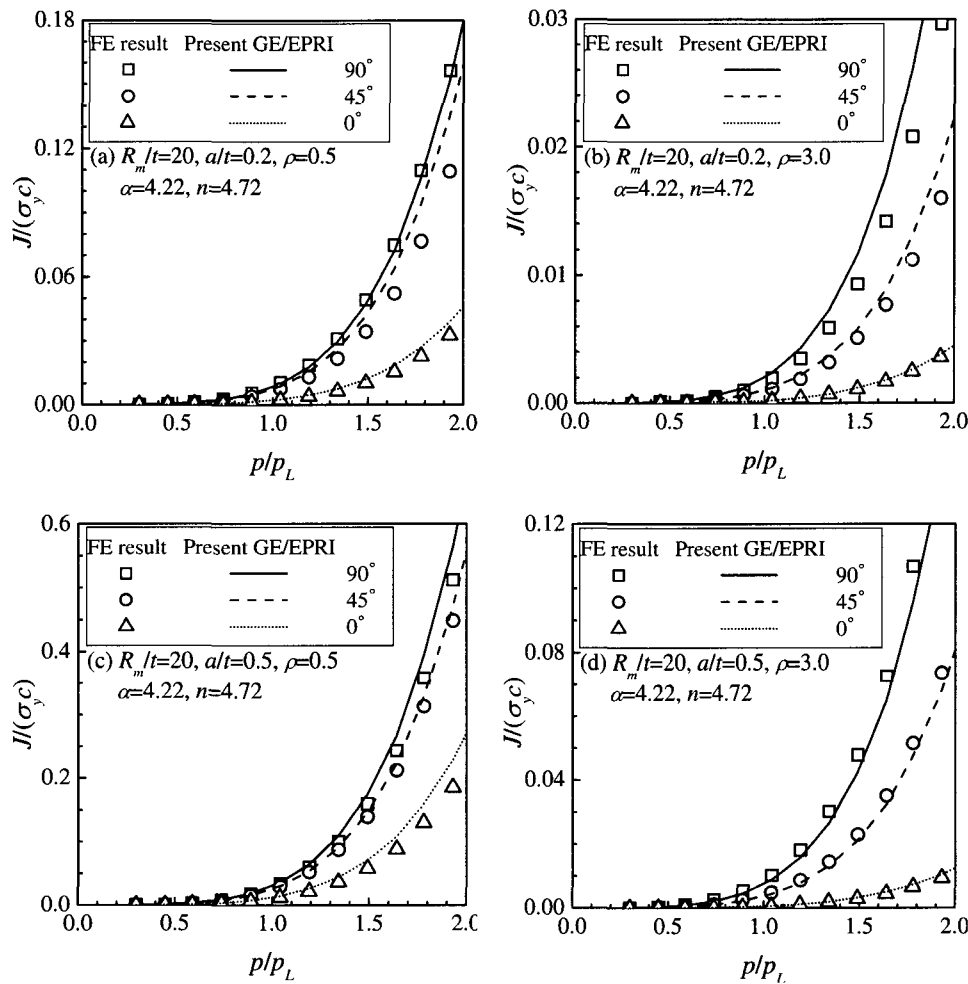 0.18
FE result Present GE/EPRI
90°
45°
0°
(a) R_m/t=20, a/t=0.2, ρ=0.5
α=4.22, n=4.72
0.12
0.06
0.00
J/(σ_y c)
0.0 0.5 1.0 1.5 2.0
p/p_L
0.03
FE result Present GE/EPRI
90°
45°
0°
(b) R_m/t=20, a/t=0.2, ρ=3.0
α=4.22, n=4.72
0.02
0.01
0.00
J/(σ_y c)
0.0 0.5 1.0 1.5 2.0
p/p_L
0.6
FE result Present GE/EPRI
90°
45°
0°
(c) R_m/t=20, a/t=0.5, ρ=0.5
α=4.22, n=4.72
0.4
0.2
0.0
J/(σ_y c)
0.0 0.5 1.0 1.5 2.0
p/p_L
0.12
FE result Present GE/EPRI
90°
45°
0°
(d) R_m/t=20, a/t=0.5, ρ=3.0
α=4.22, n=4.72
0.08
0.04
0.00
J/(σ_y c)
0.0 0.5 1.0 1.5 2.0
p/p_L